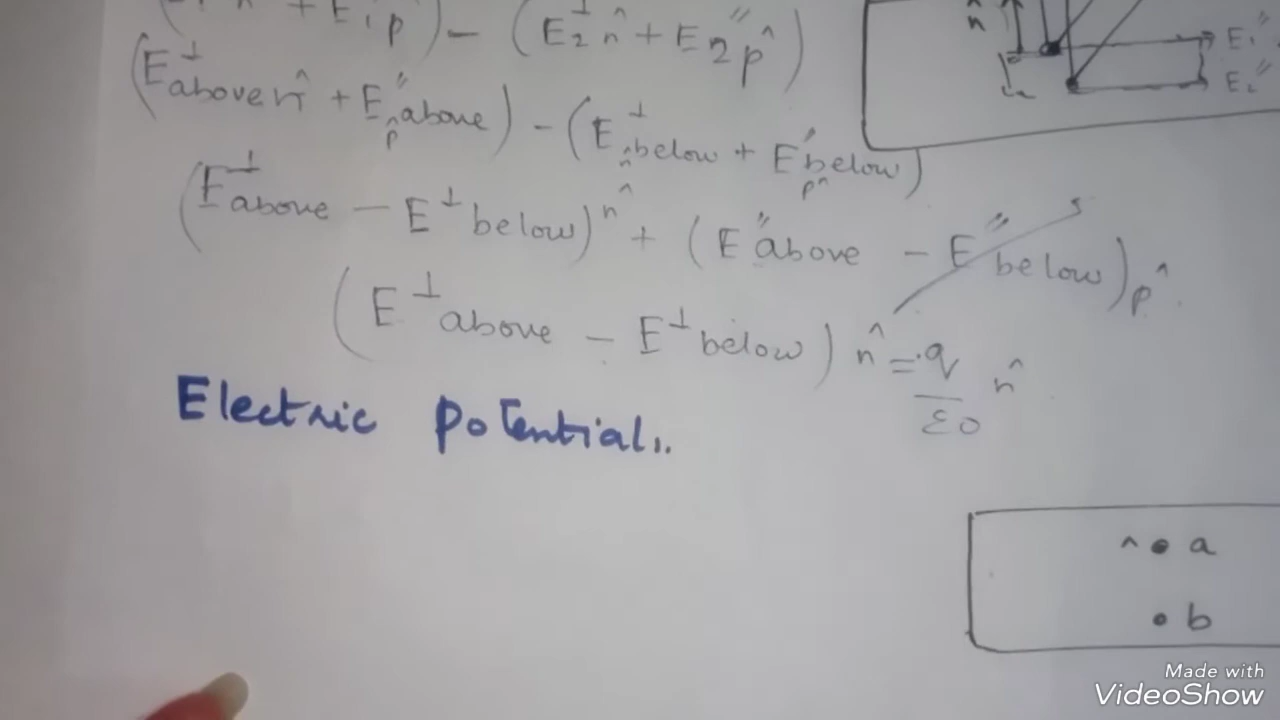 + E₁ p̂) – (E₂⊥ n̂ + E₂″ p̂)
(E⊥above n̂ + E″ p̂ above) – (E⊥ n̂ below + E″ p̂ below)
(E⊥above – E⊥ below) n̂ + (E″ above – E″ below) p̂
(E⊥above – E⊥ below) n̂ = q/ε0 n̂
Electric potential..
n̂
E₁″
E₂″
^ • a
• b
Made with
VideoShow